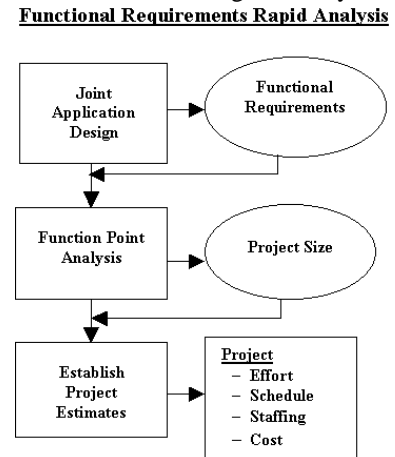 Functional Requirements Rapid Analysis
Joint
Application
Design
Functional
Requirements
Function Point
Analysis
Project Size
Establish
Project
Estimates
Project
– Effort
– Schedule
– Staffing
– Cost